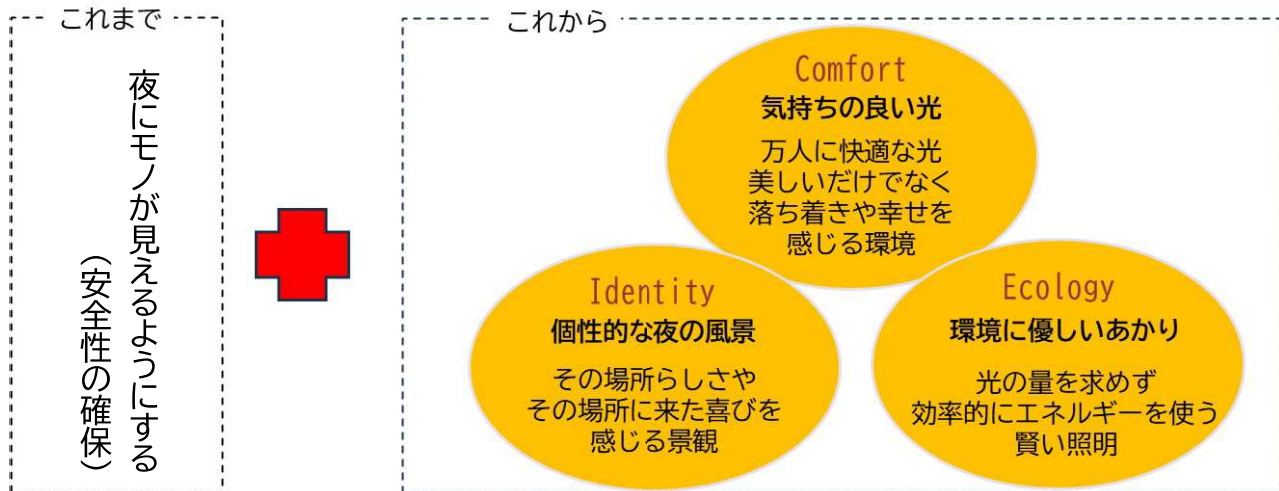 これまで
夜にモノが見えるようにする
（安全性の確保）
これから
Comfort
気持ちの良い光
万人に快適な光
美しいだけでなく
落ち着きや幸せを
感じる環境
Identity
個性的な夜の風景
その場所らしさや
その場所に来た喜びを
感じる景観
Ecology
環境に優しいあかり
光の量を求めず
効率的にエネルギーを使う
賢い照明